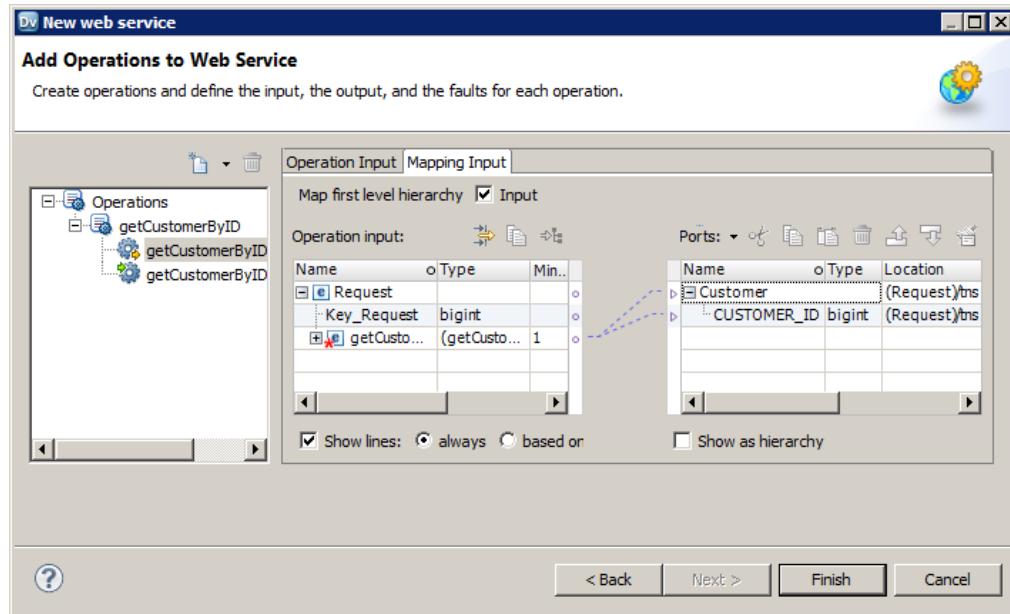 Dv New web service
Add Operations to Web Service
Create operations and define the input, the output, and the faults for each operation.
Operation Input Mapping Input
Operations
getCustomerByID
getCustomerByID
getCustomerByID
Map first level hierarchy Input
Operation input:
Name Type Min..
e Request
Key_Request bigint
e getCusto... (getCusto... 1
Show lines: always based on
Ports:
Name Type Location
Customer (Request)/tns
CUSTOMER_ID bigint (Request)/tns
Show as hierarchy
? < Back Next > Finish Cancel